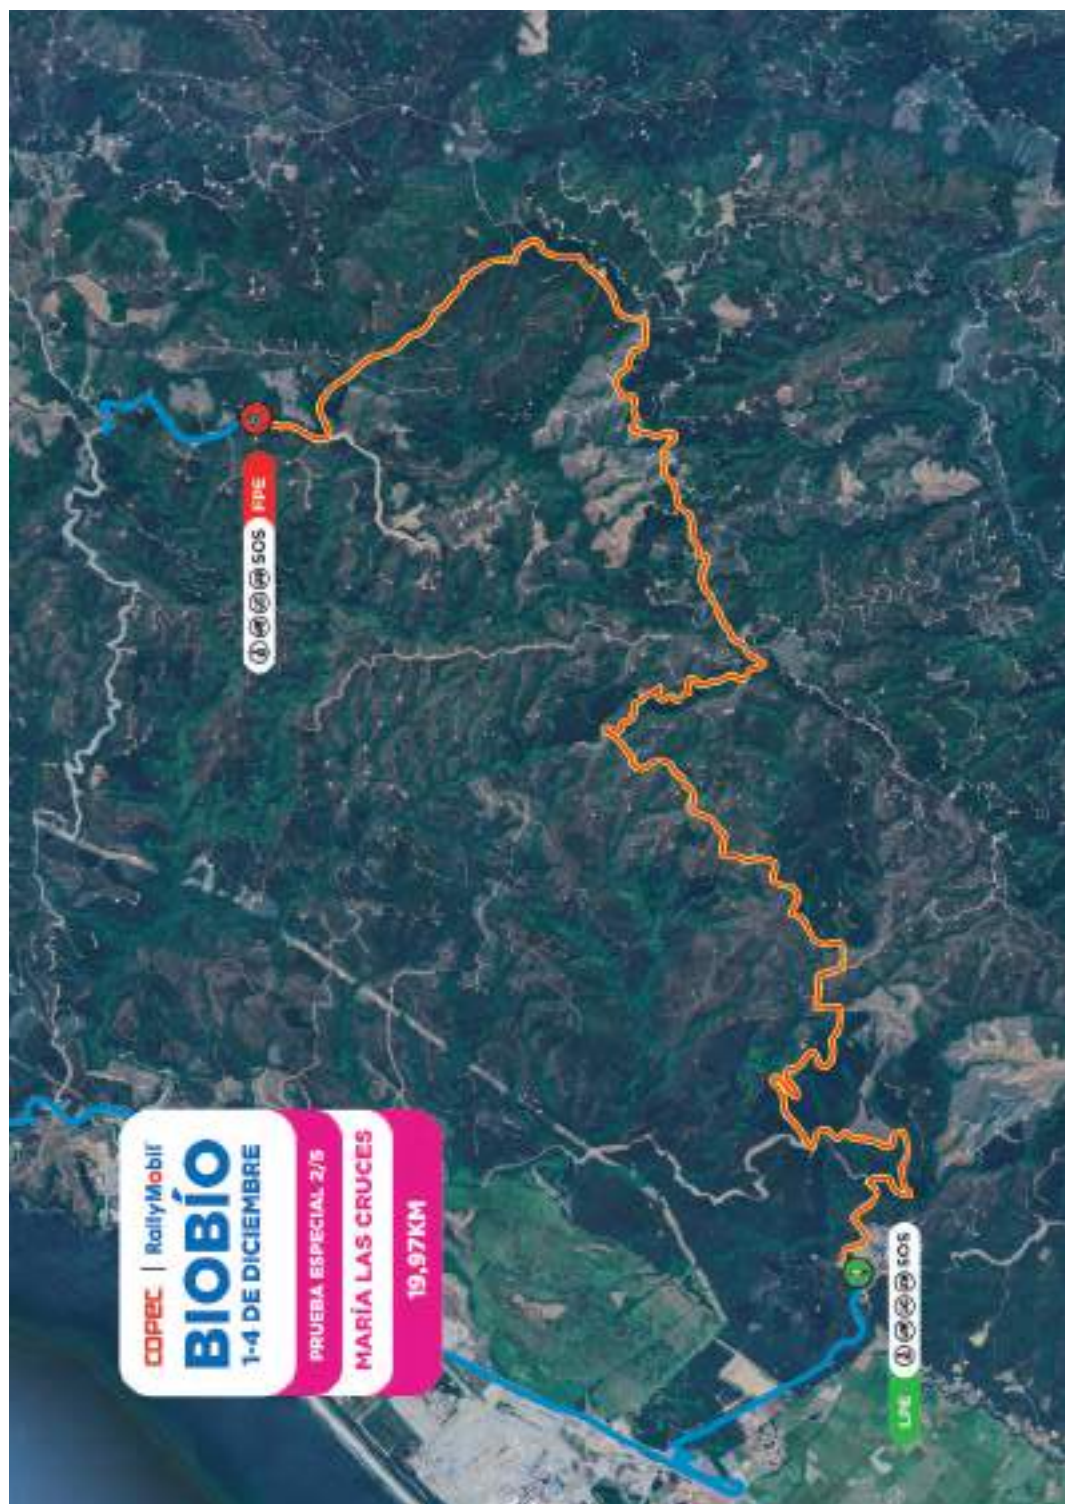 COPEC | RallyMobil
BIOBÍO
1-4 DE DICIEMBRE
PRUEBA ESPECIAL 2/5
MARÍA LAS CRUCES
19,97KM
LPE
SOS
SOS
FPE